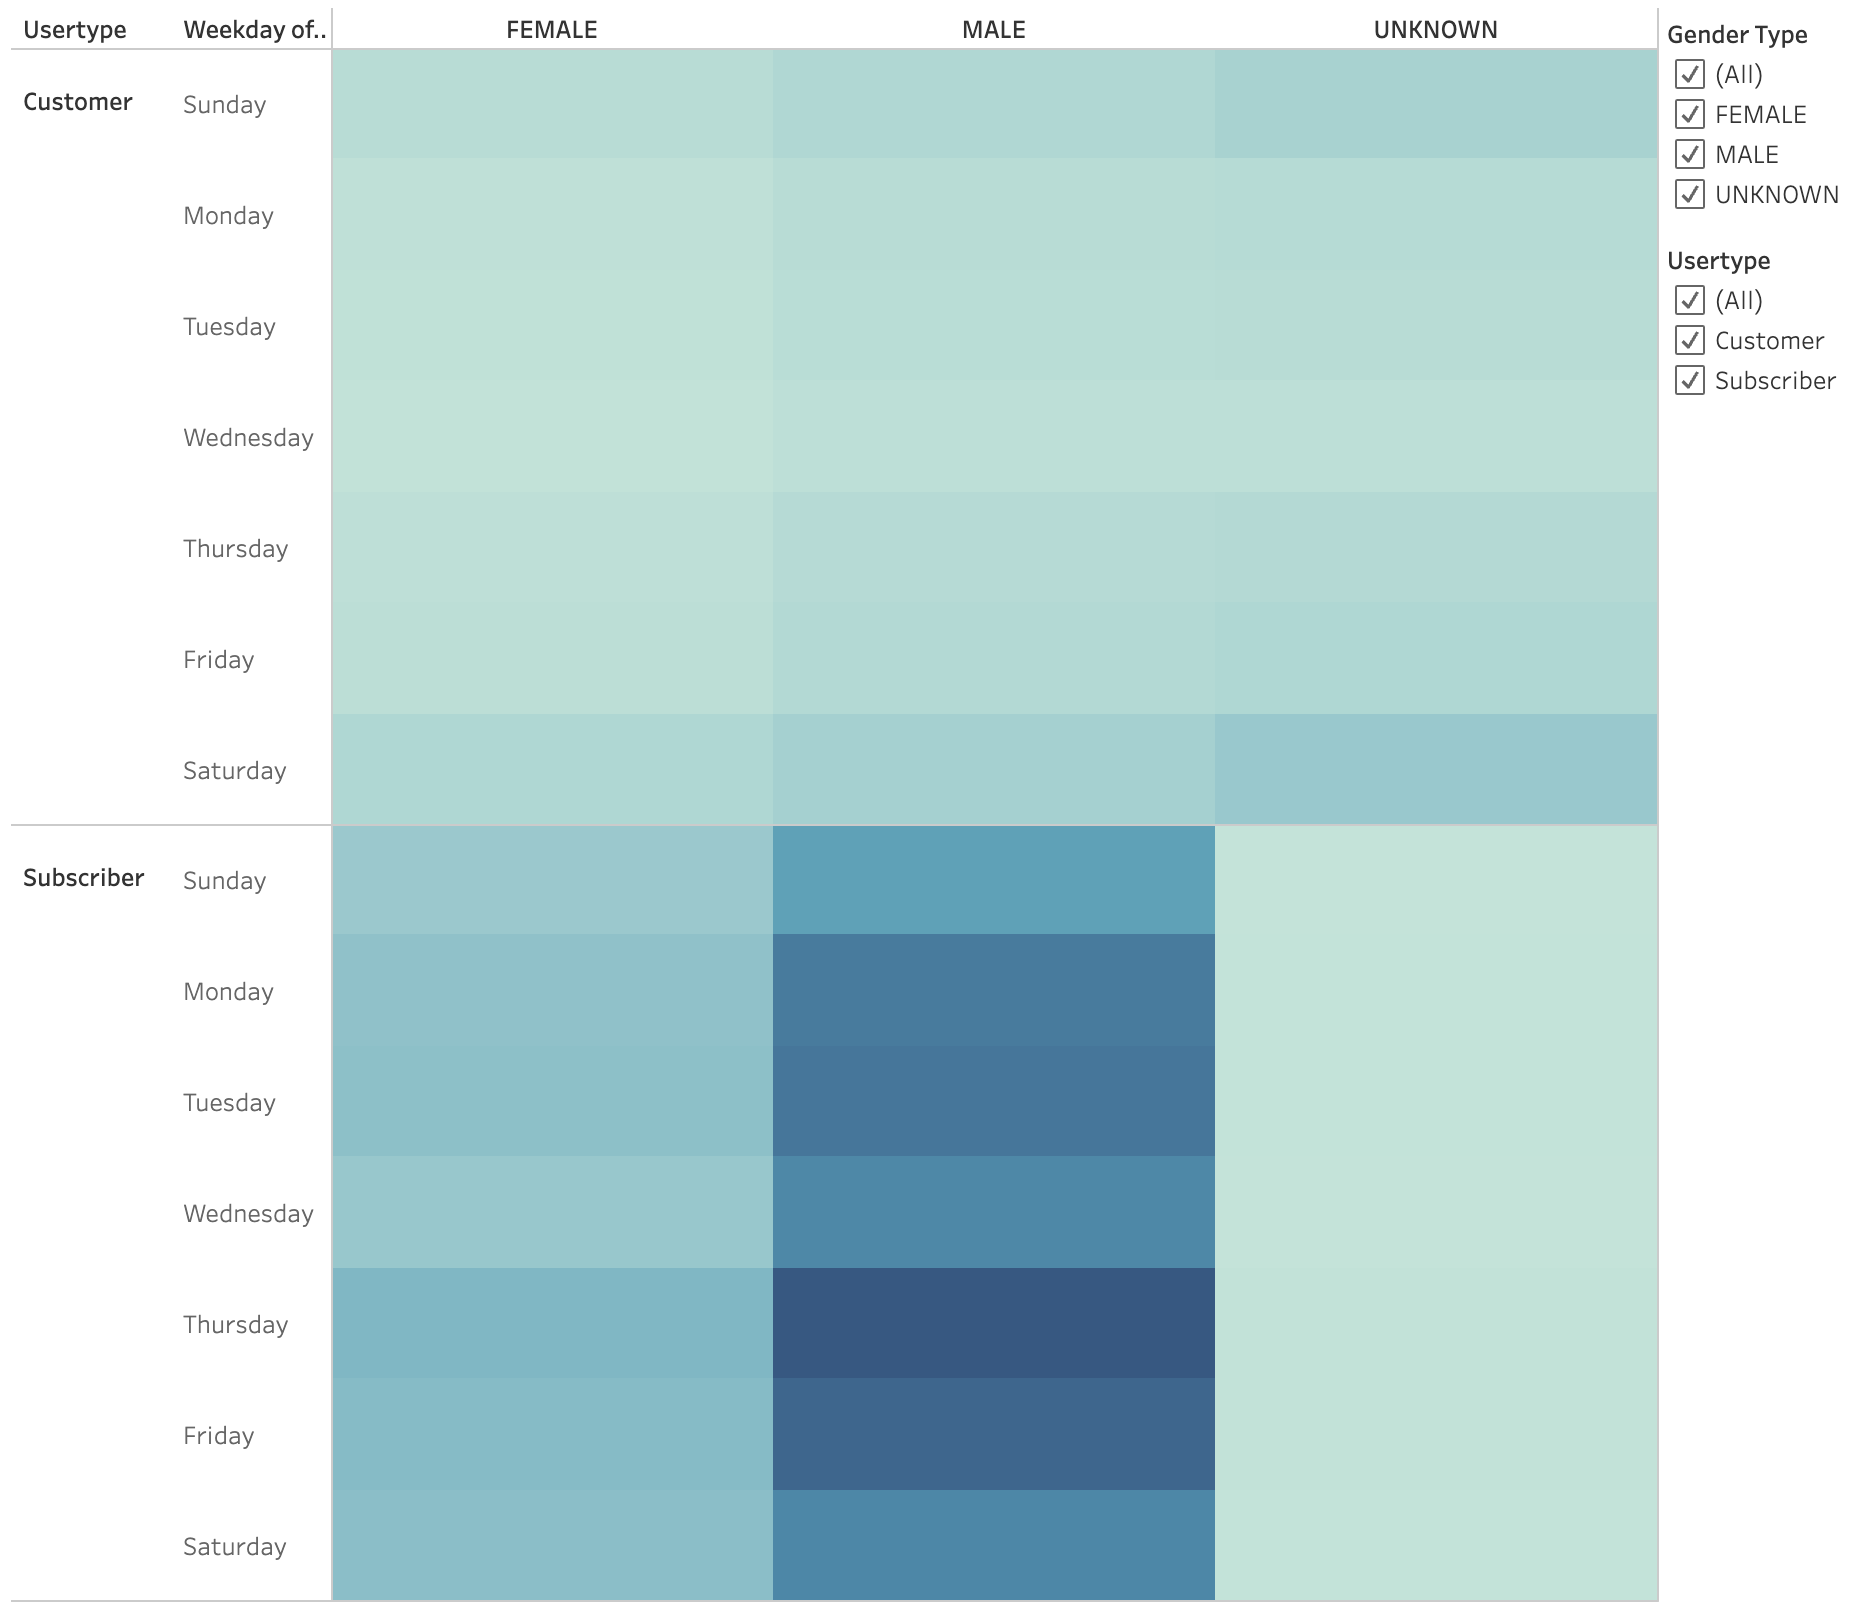 Usertype Weekday of.. FEMALE MALE UNKNOWN
Customer Sunday
Monday
Tuesday
Wednesday
Thursday
Friday
Saturday
Subscriber Sunday
Monday
Tuesday
Wednesday
Thursday
Friday
Saturday
Gender Type
(All)
FEMALE
MALE
UNKNOWN
Usertype
(All)
Customer
Subscriber